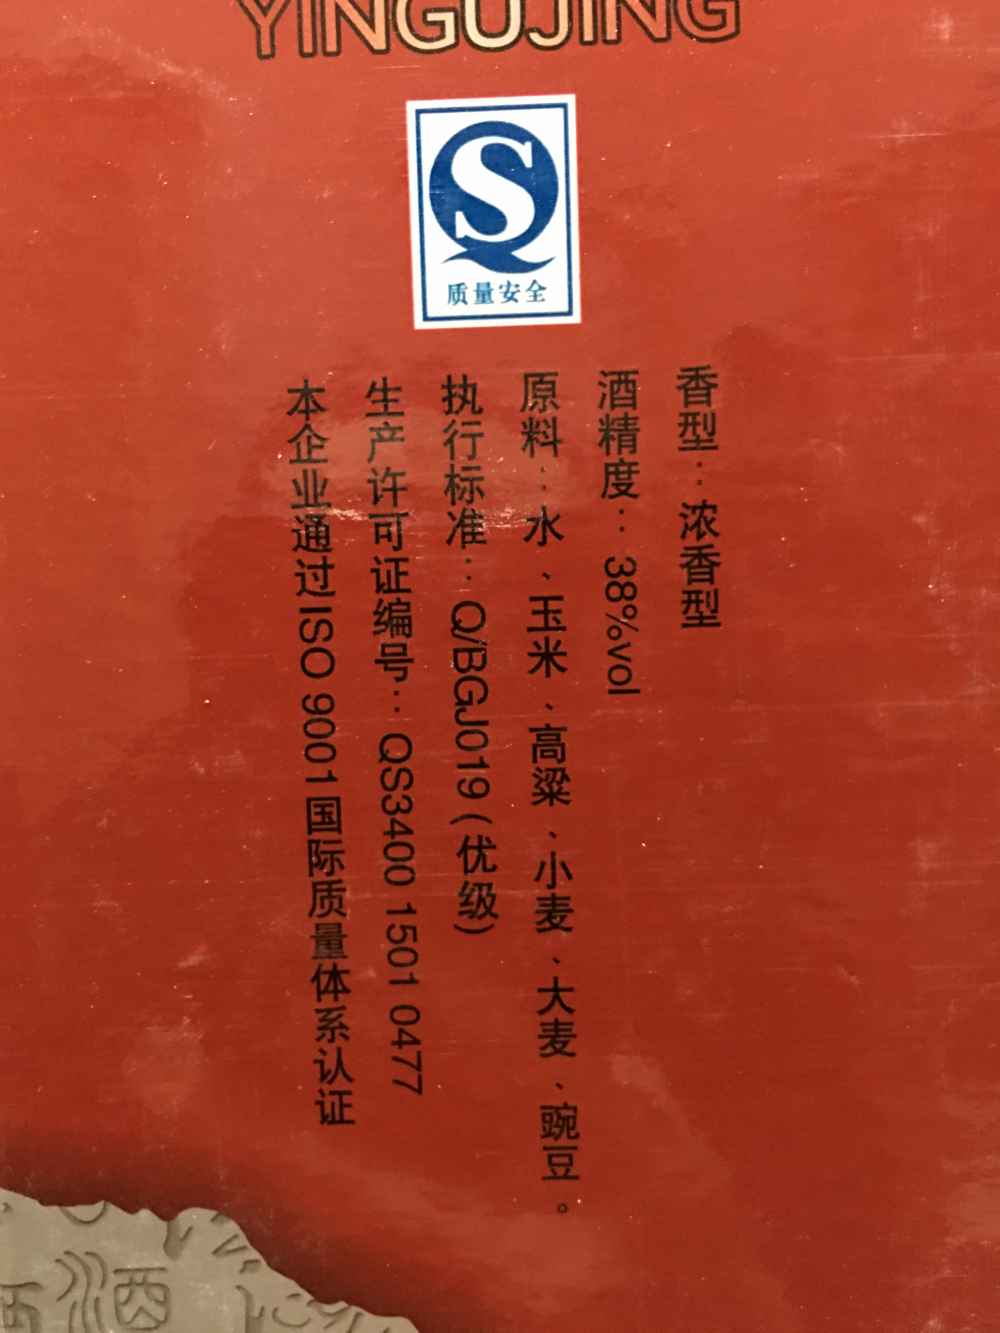 YINGUJING
QS
质量安全
香型：浓香型
酒精度：38%vol
原料：水、玉米、高粱、小麦、大麦、豌豆。
执行标准：Q/BGJ019(优级)
生产许可证编号：QS3400 1501 0477
本企业通过ISO 9001国际质量体系认证
酒